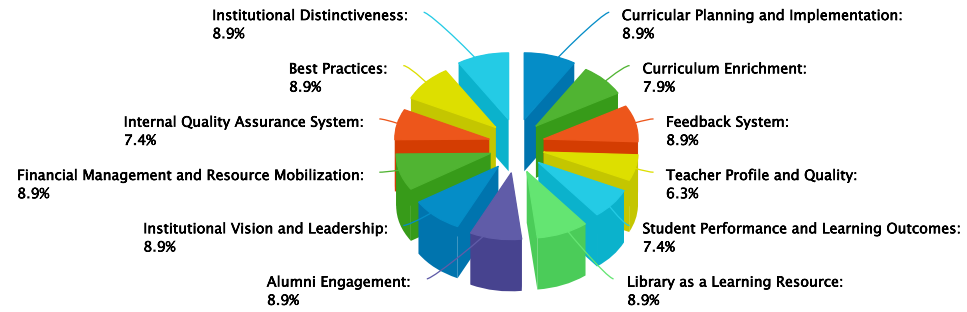 Institutional Distinctiveness:
8.9%
Best Practices:
8.9%
Internal Quality Assurance System:
7.4%
Financial Management and Resource Mobilization:
8.9%
Institutional Vision and Leadership:
8.9%
Alumni Engagement:
8.9%
Curricular Planning and Implementation:
8.9%
Curriculum Enrichment:
7.9%
Feedback System:
8.9%
Teacher Profile and Quality:
6.3%
Student Performance and Learning Outcomes:
7.4%
Library as a Learning Resource:
8.9%